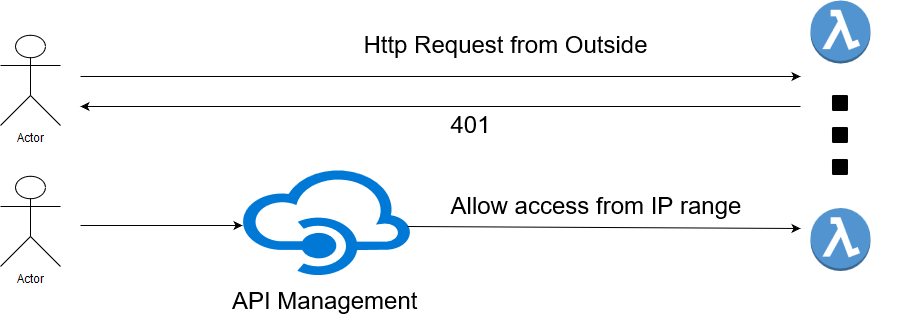 Http Request from Outside
401
Actor
Allow access from IP range
Actor
API Management